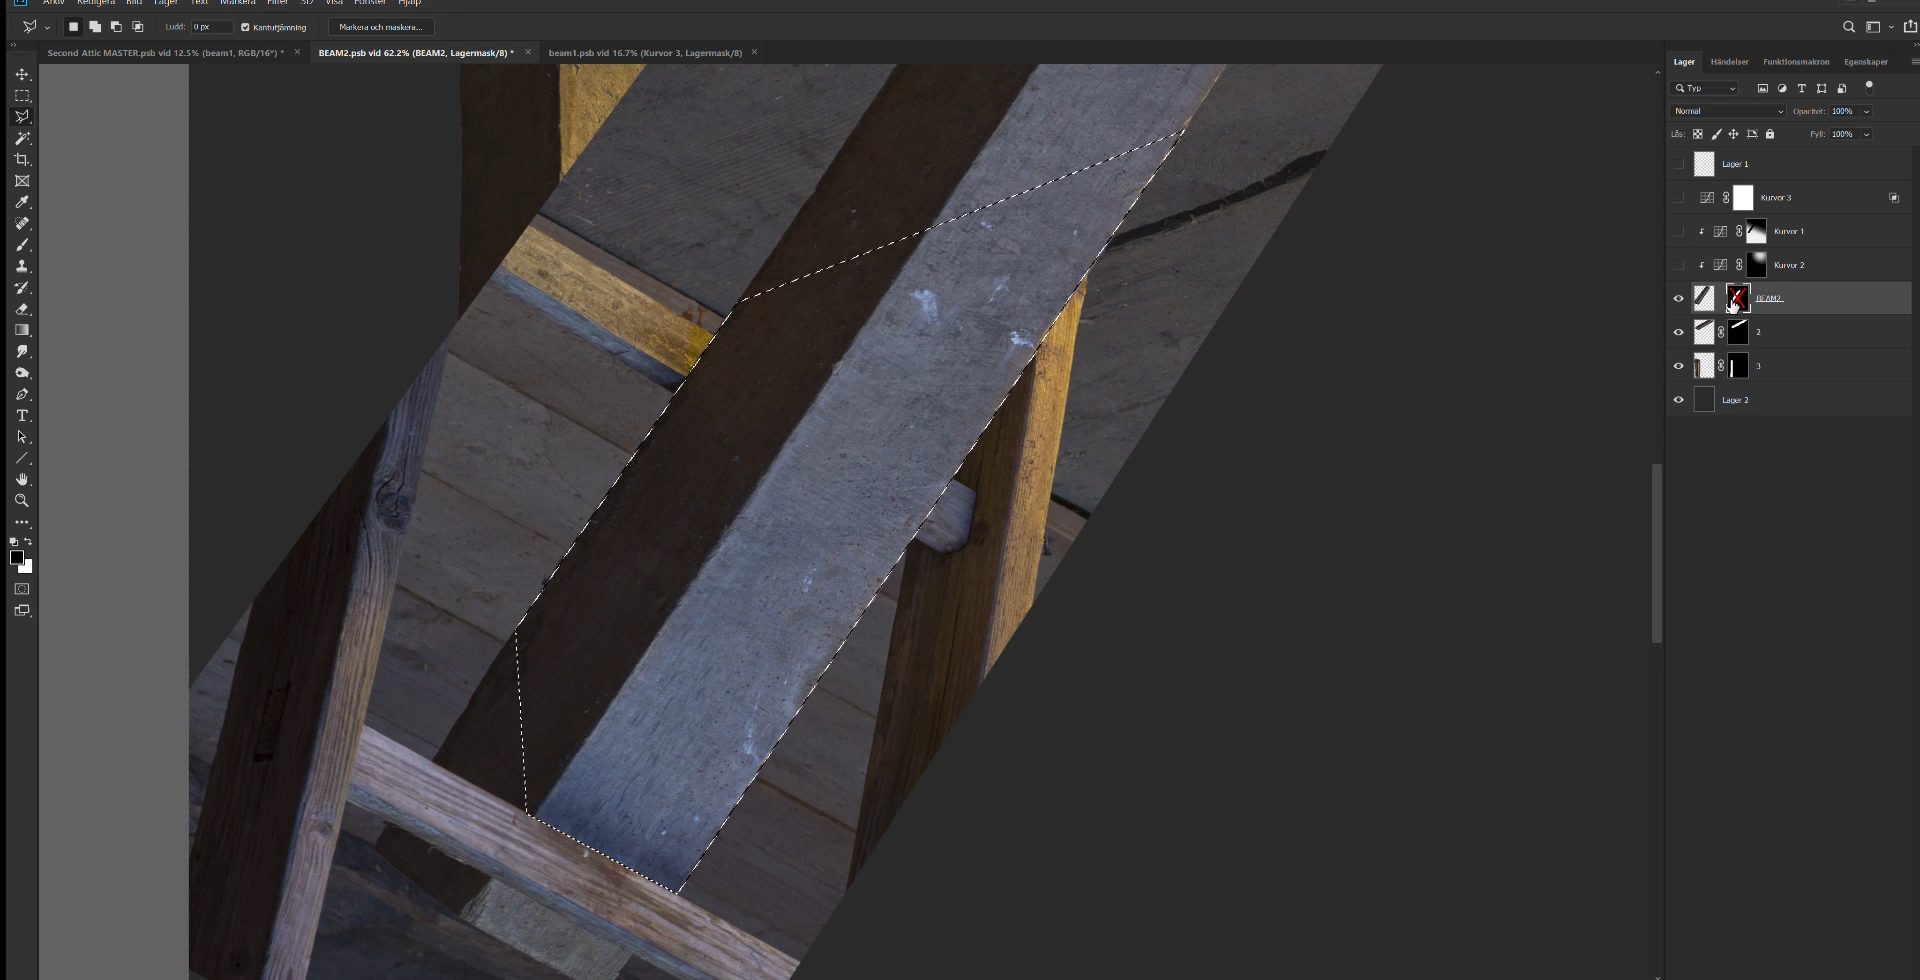 Arkiv Redigera Bild Lager Text Markera Filter 3D Visa Fönster Hjälp
Ludd: 0 px Kantutjämning Markera och maskera...
Second Attic MASTER.psb vid 12.5% (beam1, RGB/16*) * BEAM2.psb vid 62.2% (BEAM2, Lagermask/8) * beam1.psb vid 16.7% (Kurvor 3, Lagermask/8)
Lager Händelser Funktionsmakron Egenskaper
Typ
Normal Opacitet: 100%
Lås: Fyll: 100%
Lager 1
Kurvor 3
Kurvor 1
Kurvor 2
BEAM2
2
3
Lager 2